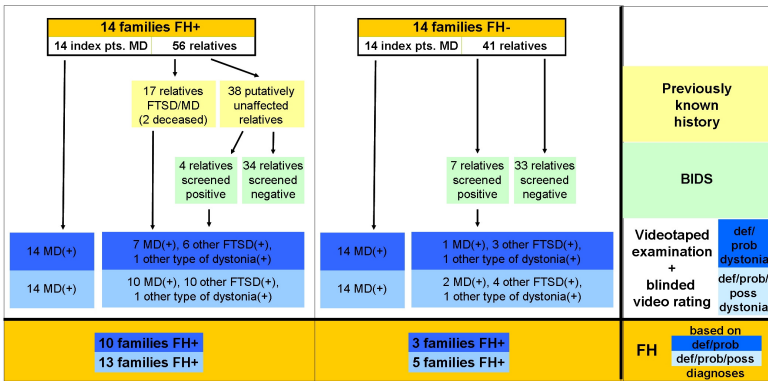 14 families FH+
14 index pts. MD
56 relatives
17 relatives
FTSD/MD
(2 deceased)
38 putatively
unaffected
relatives
4 relatives
screened
positive
34 relatives
screened
negative
14 MD(+)
7 MD(+), 6 other FTSD(+),
1 other type of dystonia(+)
14 MD(+)
10 MD(+), 10 other FTSD(+),
1 other type of dystonia(+)
10 families FH+
13 families FH+
14 families FH-
14 index pts. MD
41 relatives
7 relatives
screened
positive
33 relatives
screened
negative
14 MD(+)
1 MD(+), 3 other FTSD(+),
1 other type of dystonia(+)
14 MD(+)
2 MD(+), 4 other FTSD(+),
1 other type of dystonia(+)
3 families FH+
5 families FH+
Previously
known
history
BIDS
Videotaped
examination
+
blinded
video rating
def/
prob
dystonia
def/prob/
poss
dystonia
FH
based on
def/prob
def/prob/poss
diagnoses